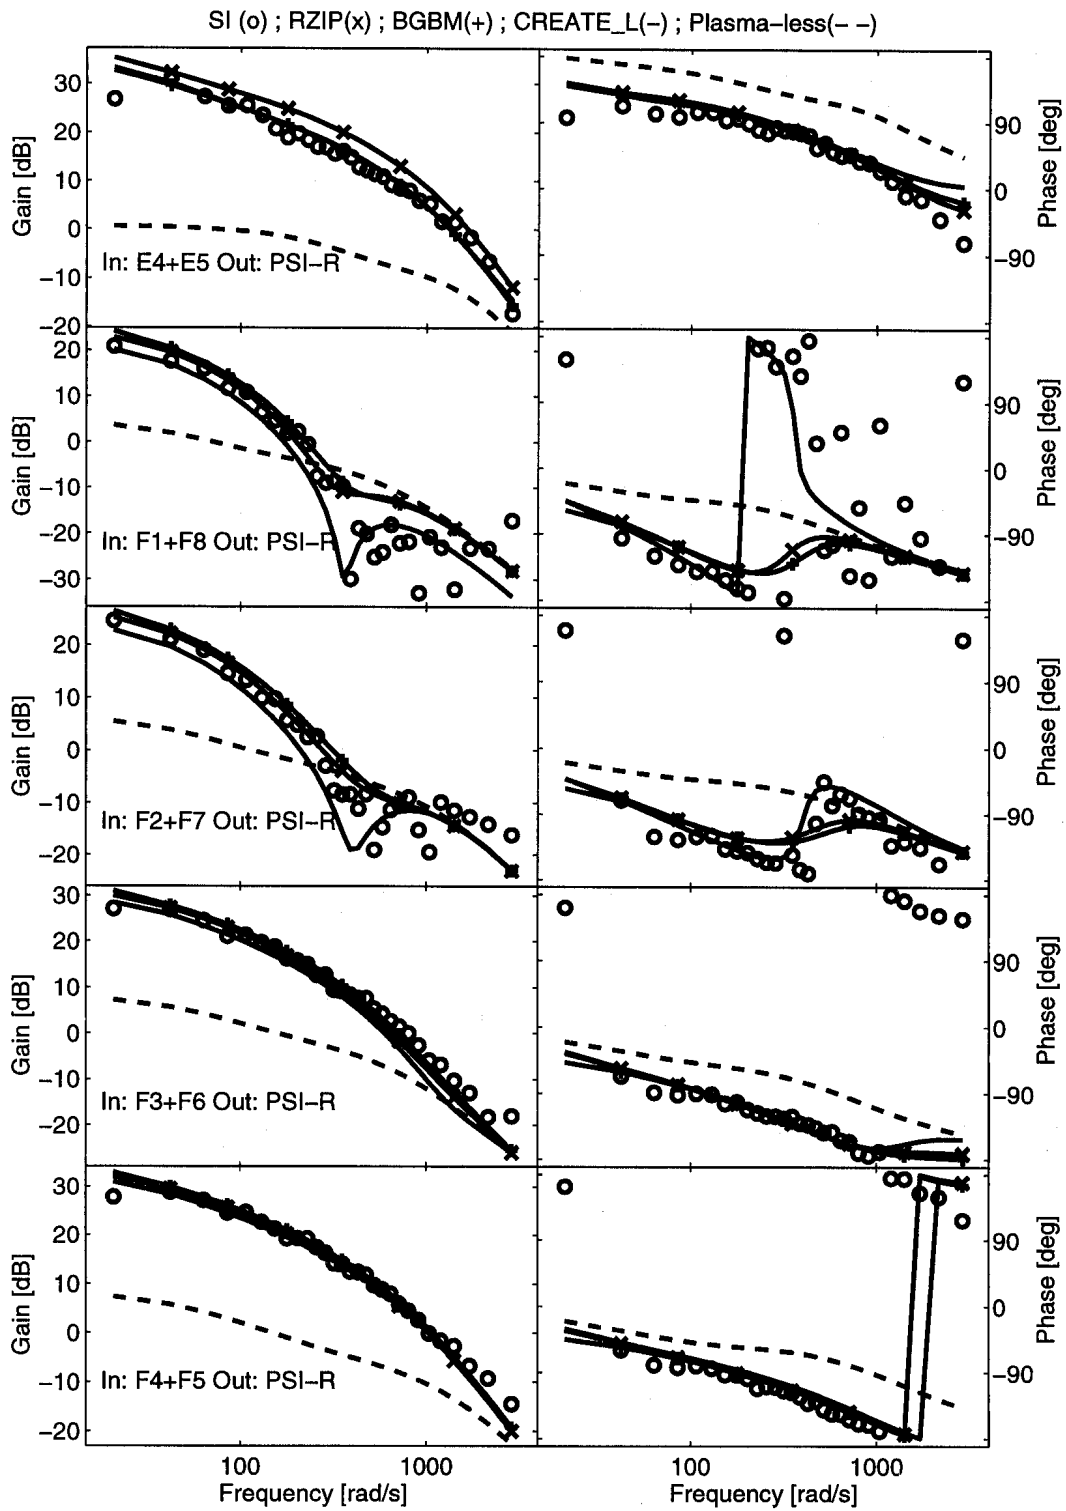 SI (o) ; RZIP(x) ; BGBM(+) ; CREATE_L(−) ; Plasma−less(− −)
30
20
10
0
−10
−20
Gain [dB]
In: E4+E5 Out: PSI−R
90
0
−90
Phase [deg]
20
10
0
−10
−20
−30
Gain [dB]
In: F1+F8 Out: PSI−R
90
0
−90
Phase [deg]
20
10
0
−10
−20
Gain [dB]
In: F2+F7 Out: PSI−R
90
0
−90
Phase [deg]
30
20
10
0
−10
−20
Gain [dB]
In: F3+F6 Out: PSI−R
90
0
−90
Phase [deg]
30
20
10
0
−10
−20
Gain [dB]
In: F4+F5 Out: PSI−R
90
0
−90
Phase [deg]
100 1000
Frequency [rad/s]
100 1000
Frequency [rad/s]